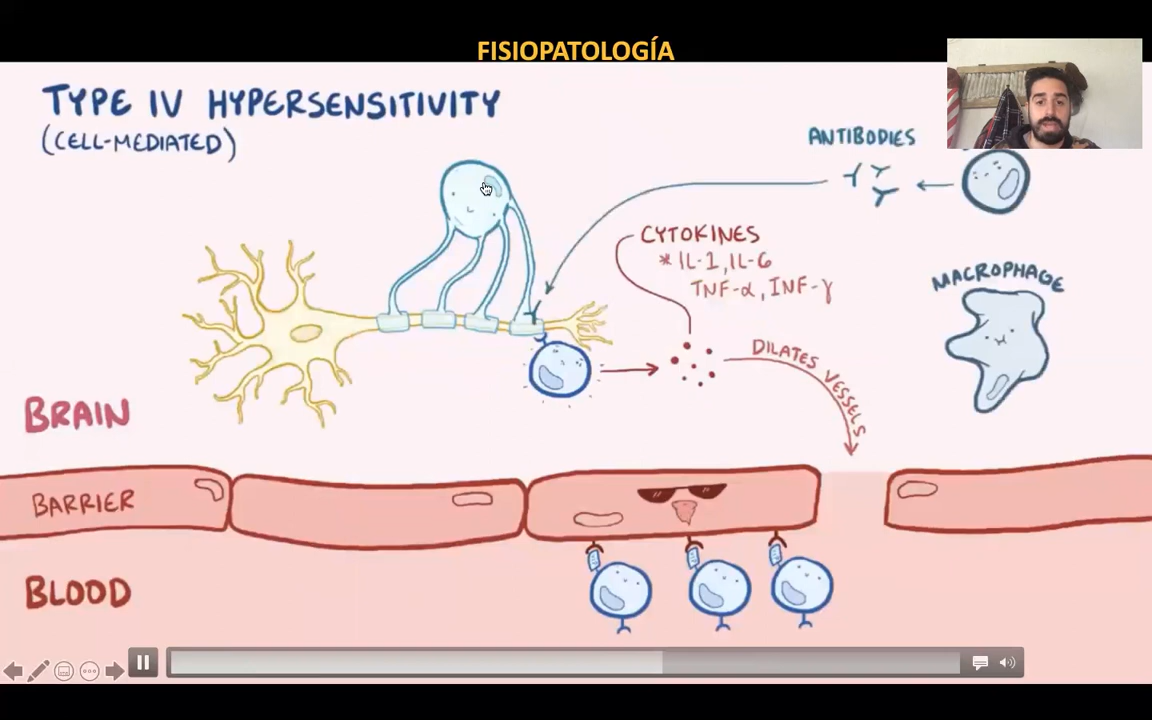 FISIOPATOLOGÍA
TYPE IV HYPERSENSITIVITY
(CELL-MEDIATED)
ANTIBODIES
CYTOKINES
* IL-1, IL-6
TNF-α, INF-γ
MACROPHAGE
DILATES VESSELS
BRAIN
BARRIER
BLOOD